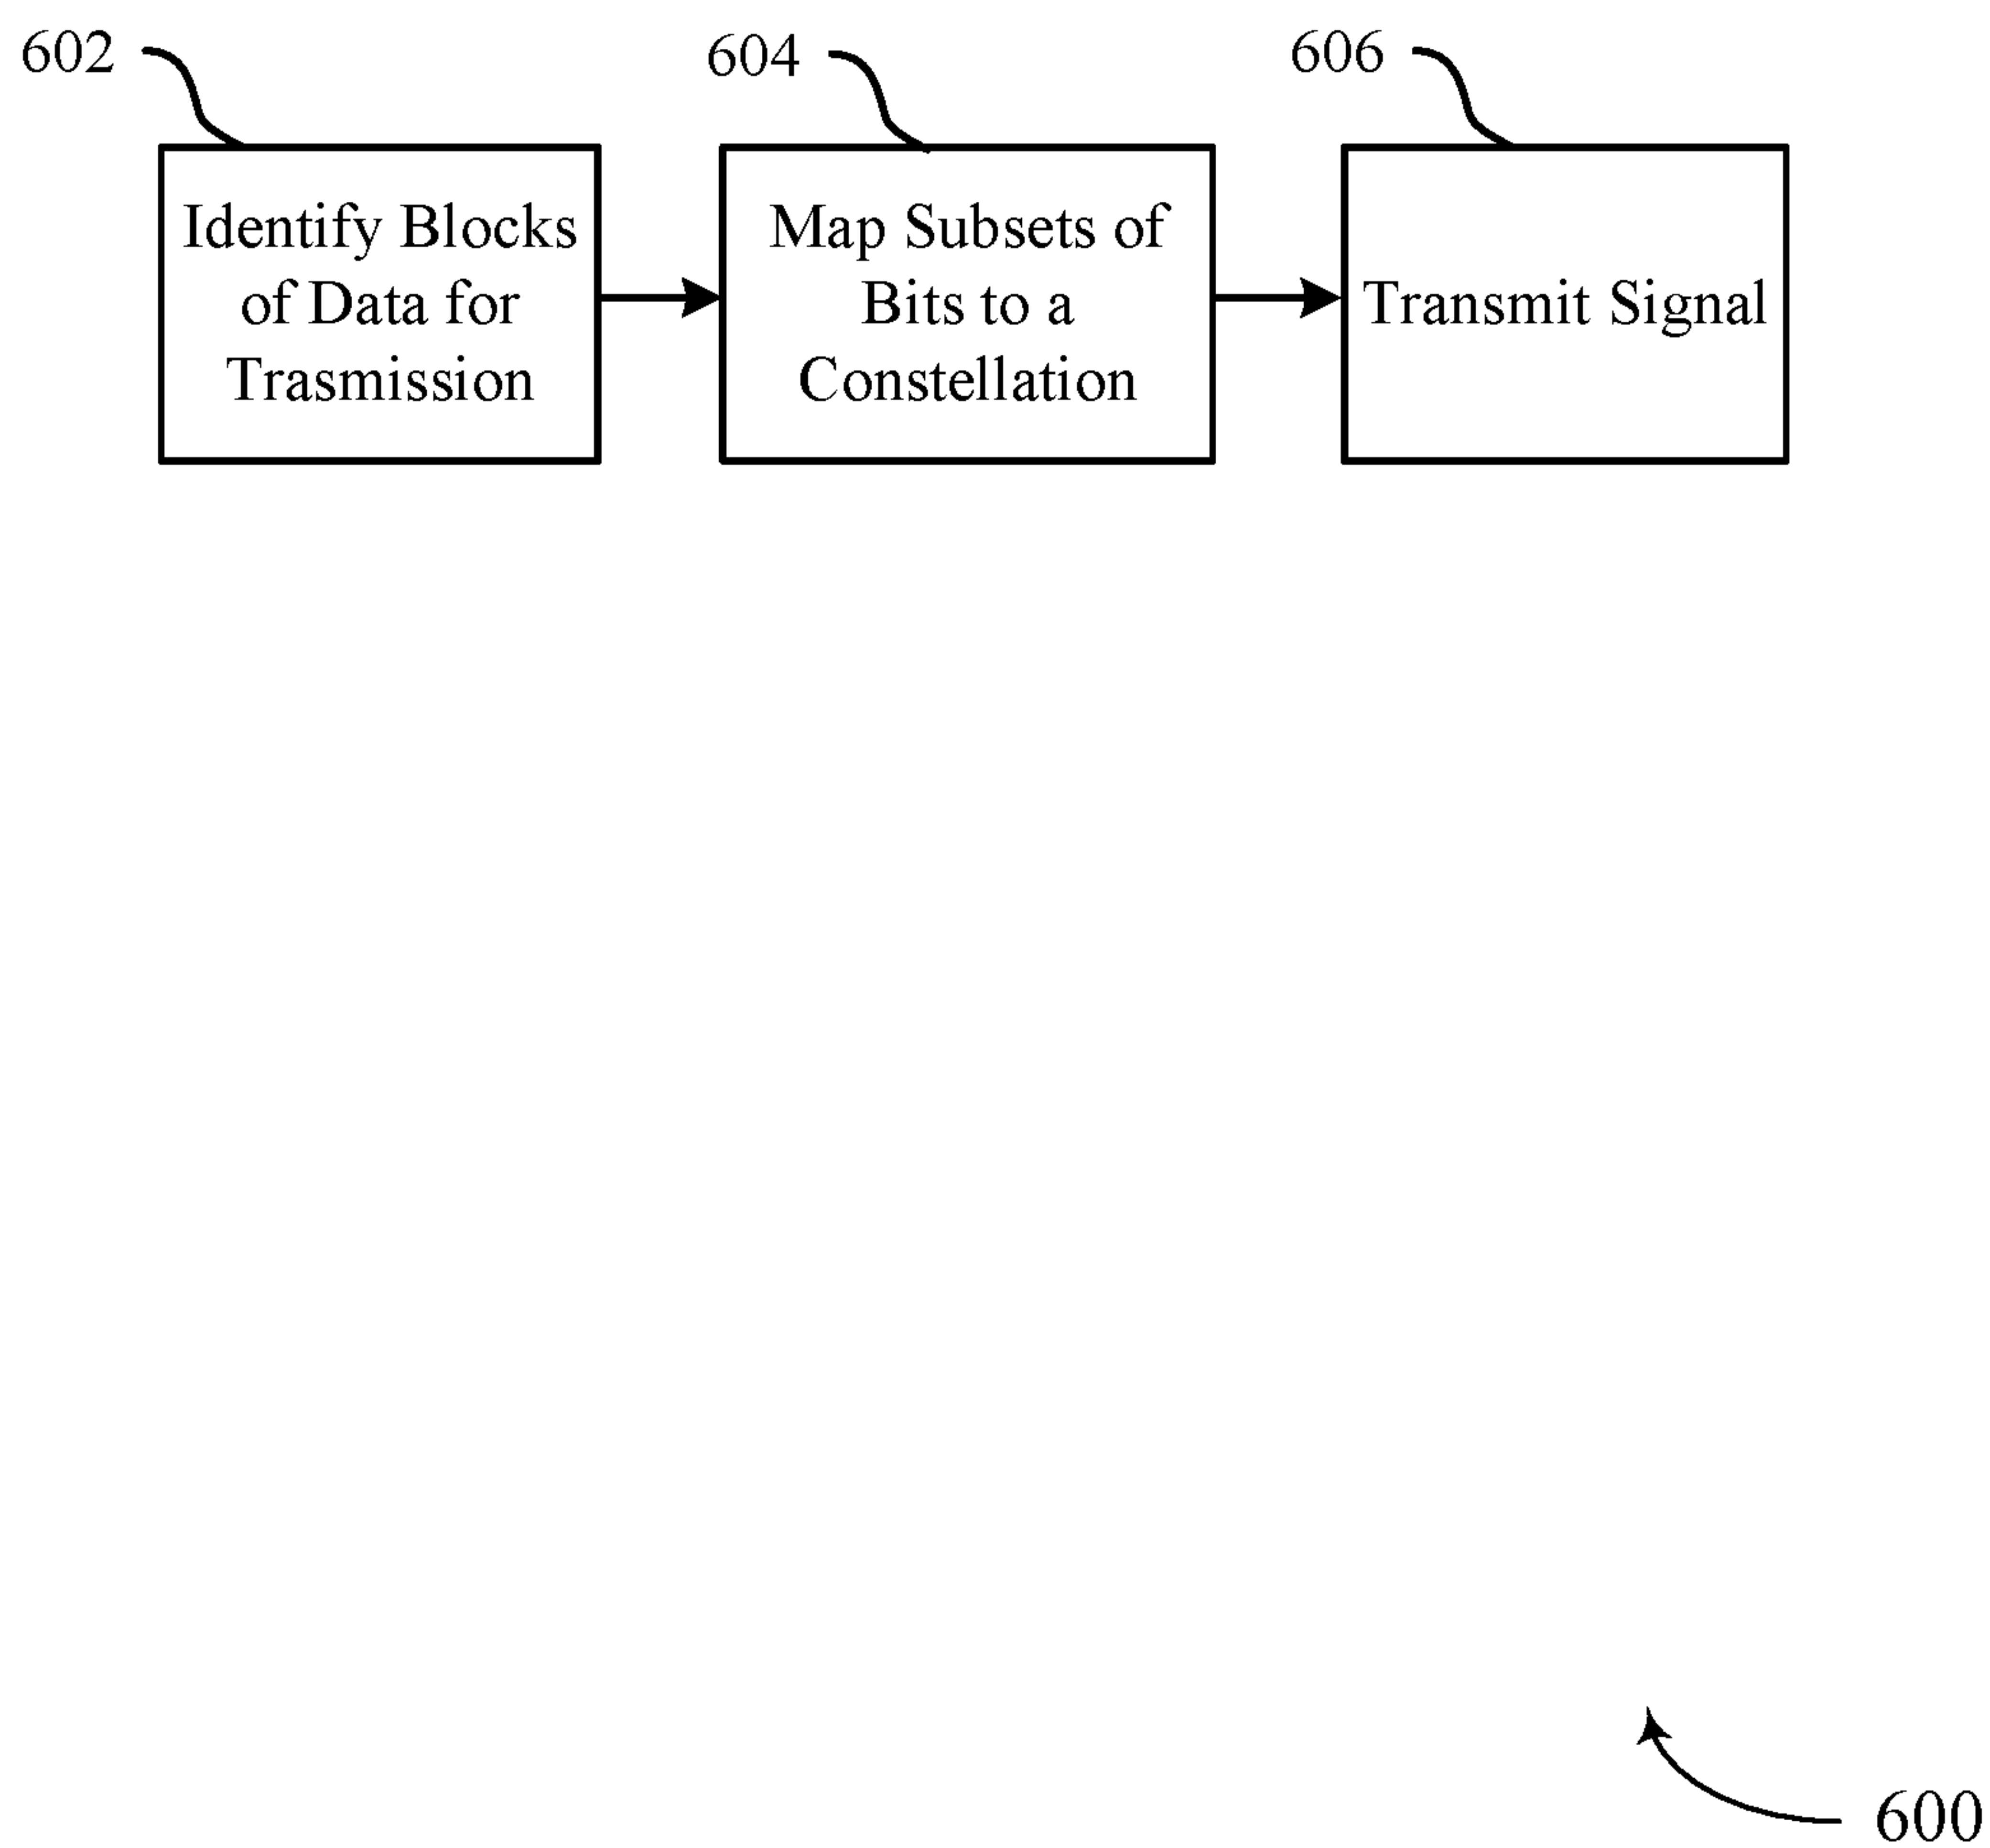 602
604
606
Identify Blocks
of Data for
Trasmission
Map Subsets of
Bits to a
Constellation
Transmit Signal
600